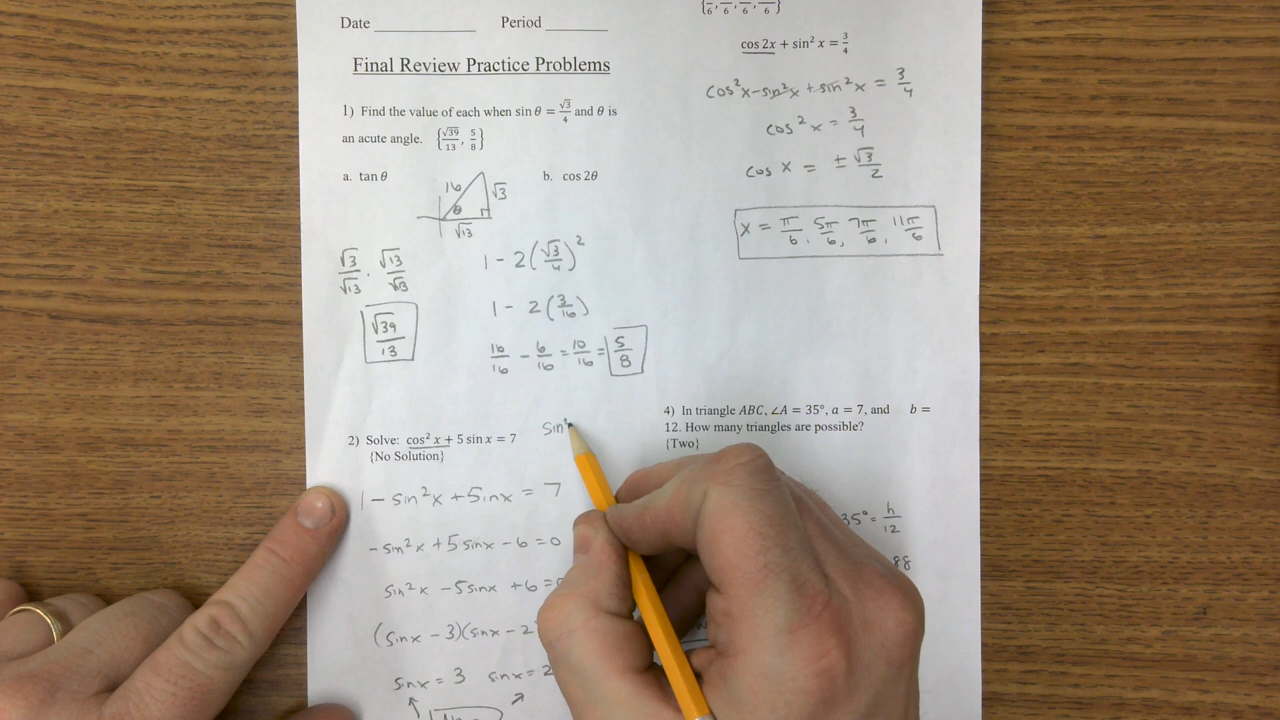 Date ____________ Period ________
Final Review Practice Problems
1) Find the value of each when sin θ = √3/4 and θ is
an acute angle. {√39/13, 5/8}
a. tan θ
b. cos 2θ
16
√3
θ
√13
√3/√13 · √13/√13
√39/13
1 - 2(√3/4)²
1 - 2(3/16)
16/16 - 6/16 = 10/16 = 5/8
2) Solve: cos² x + 5 sin x = 7
{No Solution}
sin²
1 - sin²x + 5sinx = 7
-sin²x + 5sinx - 6 = 0
sin²x - 5sinx + 6 =
(sinx - 3)(sinx - 2
sinx = 3 sinx = 2
cos 2x + sin² x = 3/4
cos²x - sin²x + sin²x = 3/4
cos²x = 3/4
cos x = ± √3/2
x = π/6, 5π/6, 7π/6, 11π/6
4) In triangle ABC, ∠A = 35°, a = 7, and b =
12. How many triangles are possible?
{Two}
35° = h/12
88